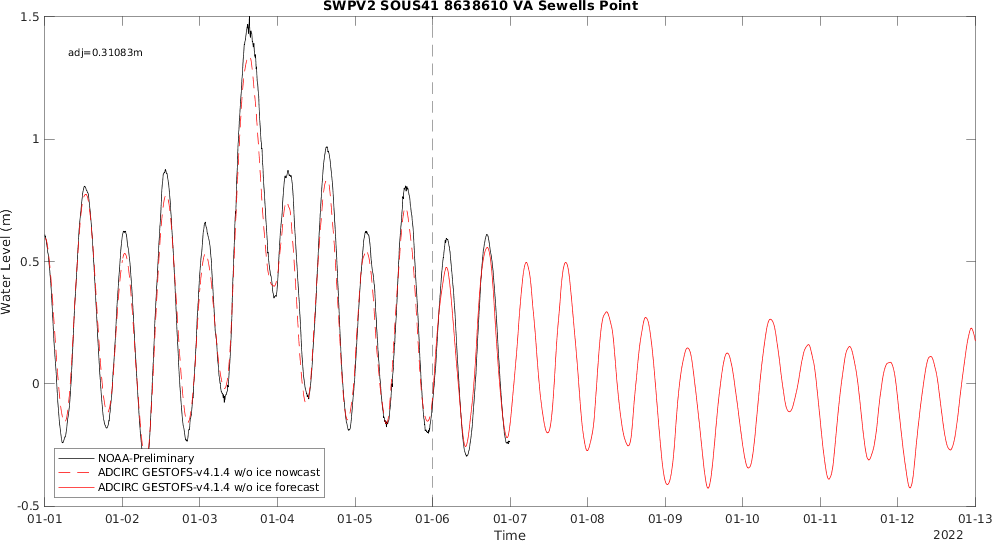 SWPV2 SOUS41 8638610 VA Sewells Point
1.5
adj=0.31083m
1
0.5
0
-0.5
Water Level (m)
NOAA-Preliminary
ADCIRC GESTOFS-v4.1.4 w/o ice nowcast
ADCIRC GESTOFS-v4.1.4 w/o ice forecast
01-01 01-02 01-03 01-04 01-05 01-06 01-07 01-08 01-09 01-10 01-11 01-12 01-13
Time
2022